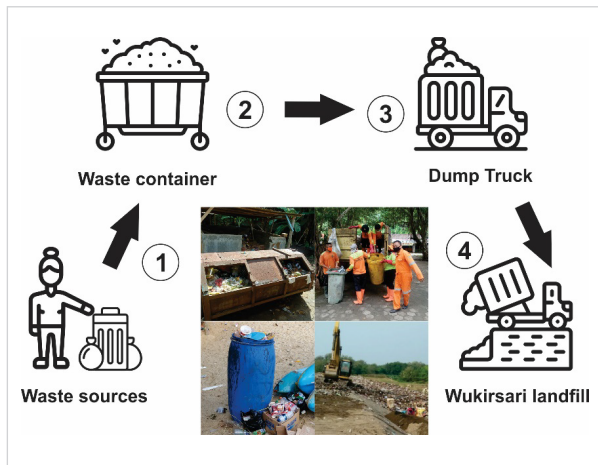 2
3
Waste container
Dump Truck
1
4
Waste sources
Wukirsari landfill